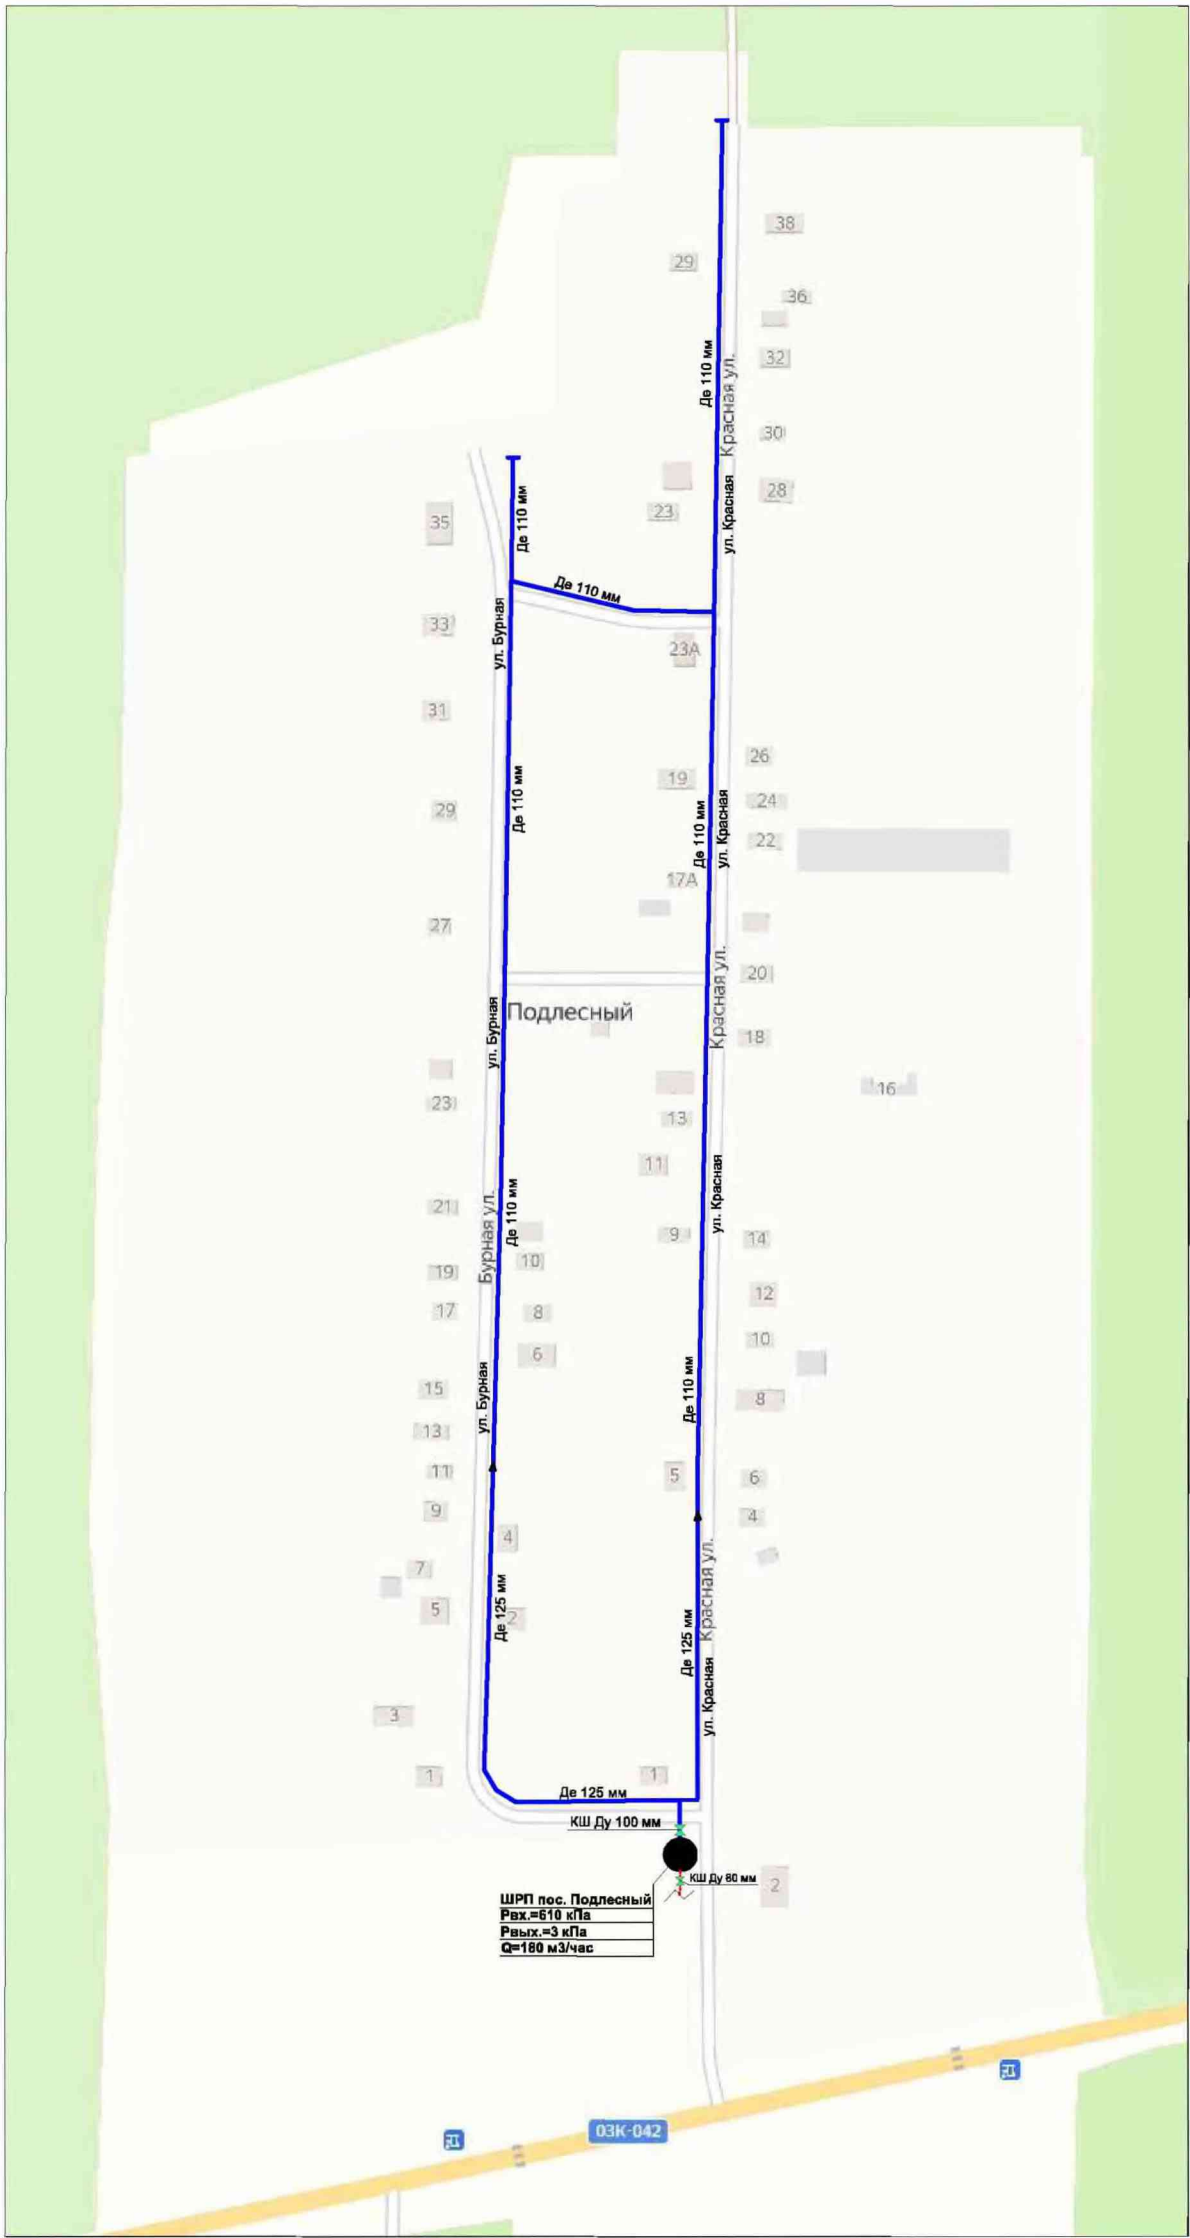 38
29
36
32
Де 110 мм
Красная ул.
30
28
ул. Красная
23
35
Де 110 мм
Де 110 мм
33
ул. Бурная
23А
31
26
19
24
29
Де 110 мм
Де 110 мм
ул. Красная
22
17А
27
20
Подлесный
Красная ул.
ул. Бурная
18
16
23
13
11
ул. Красная
21
Де 110 мм
Бурная ул.
9
14
10
19
12
17
8
10
6
15
ул. Бурная
Де 110 мм
8
13
11
5
6
9
4
4
7
5
2
Де 125 мм
Красная ул.
Де 125 мм
ул. Красная
3
1
1
Де 125 мм
КШ Ду 100 мм
КШ Ду 80 мм
2
ШРП пос. Подлесный
Рвх.=610 кПа
Рвых.=3 кПа
Q=180 м3/час
03К-042